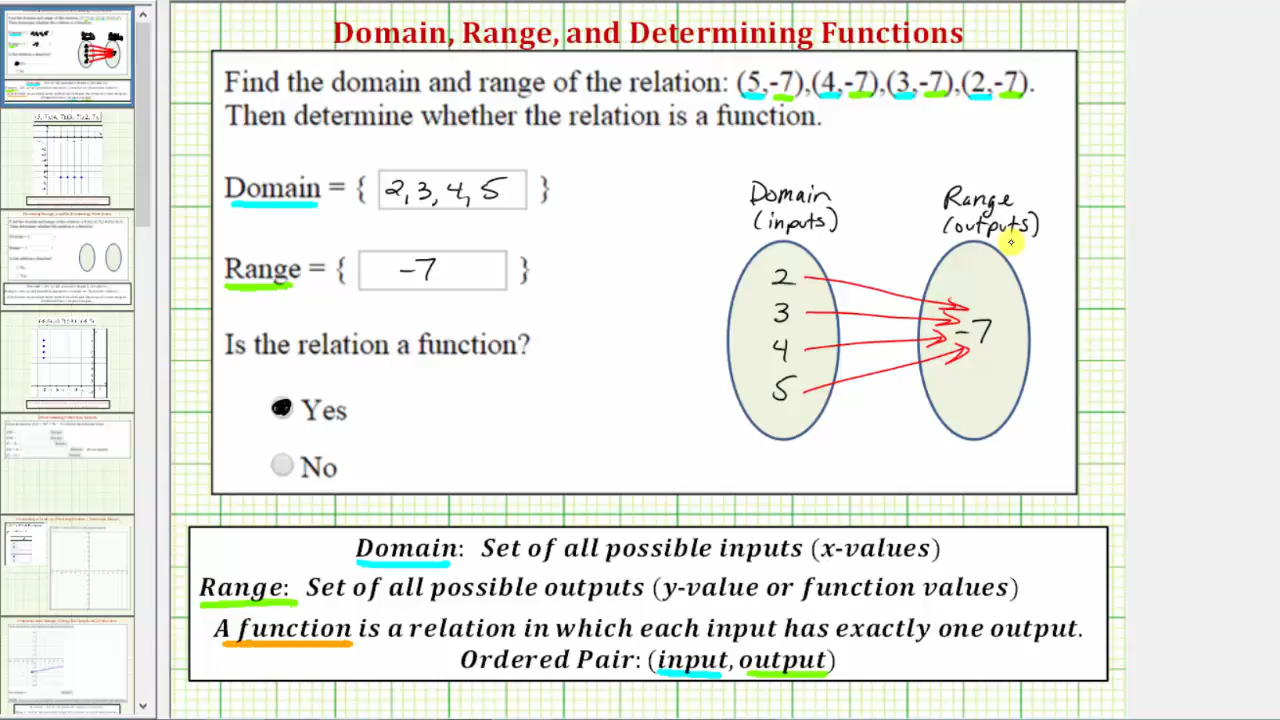 Domain, Range, and Determining Functions
Find the domain and range of the relation: (5,-7),(4,-7),(3,-7),(2,-7).
Then determine whether the relation is a function.
Domain = { 2, 3, 4, 5 }
Range = { -7 }
Is the relation a function?
Yes
No
Domain
(inputs)
Range
(outputs)
2
3
4
5
-7
Domain: Set of all possible inputs (x-values)
Range: Set of all possible outputs (y-value or function values)
A function is a relation in which each input has exactly one output.
Ordered Pair: (input, output)